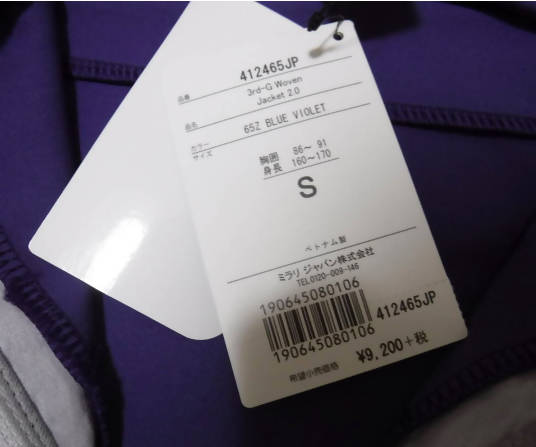 品番 412465JP
3rd-G Woven
Jacket 2.0
品名
カラー 65Z BLUE VIOLET
サイズ
胸囲 86~ 91
身長 160~170
S
ベトナム製
ミラリ ジャパン株式会社
TEL0120-009-146
190645080106
412465JP
190645080106
¥9,200+税
希望小売価格